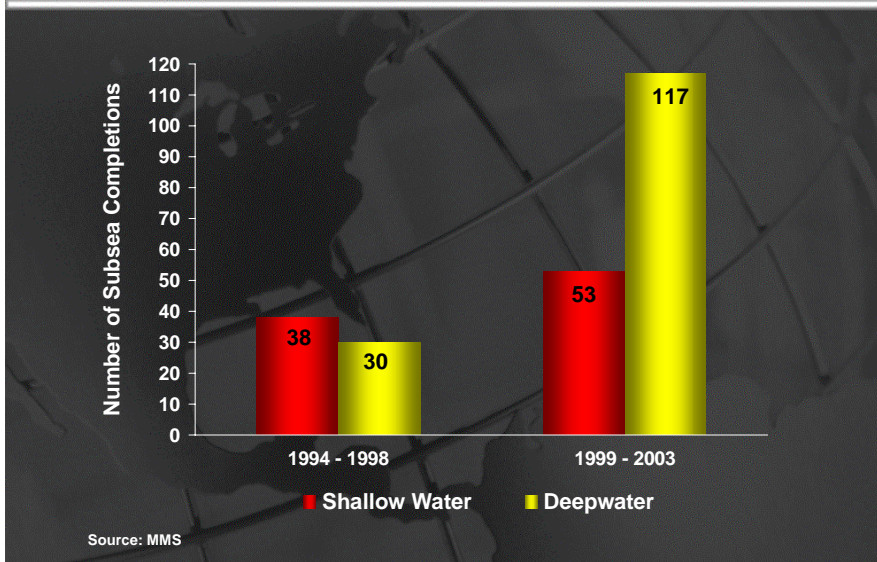 Number of Subsea Completions
120
110
100
90
80
70
60
50
40
30
20
10
0
38
30
53
117
1994 - 1998
1999 - 2003
Shallow Water
Deepwater
Source: MMS